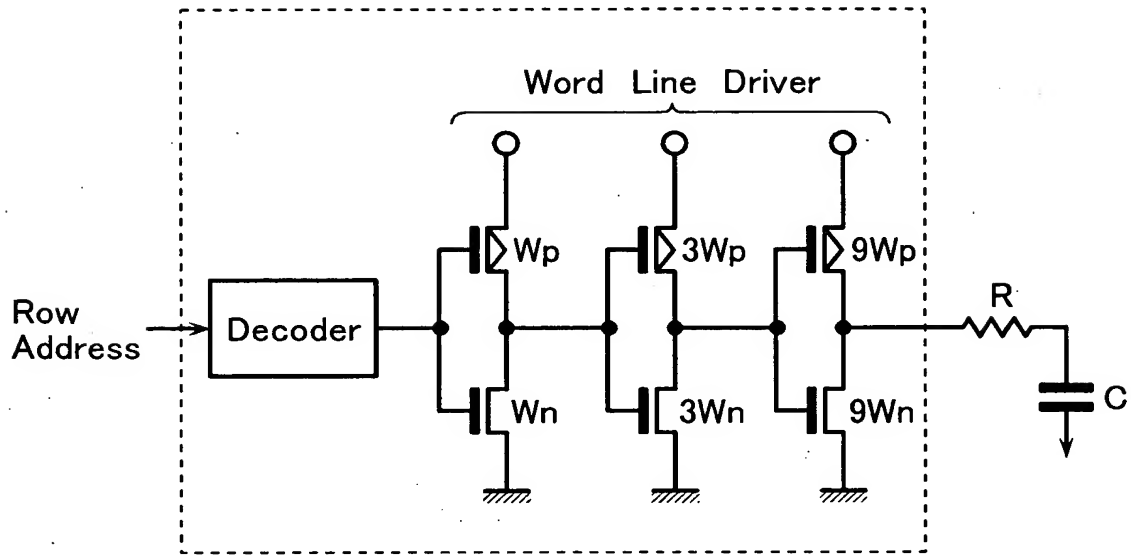 Word Line Driver
Wp
3Wp
9Wp
Row
Address
Decoder
R
C
Wn
3Wn
9Wn